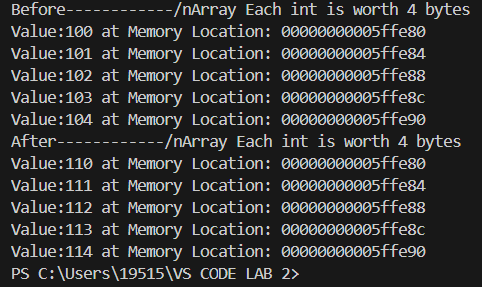 Before------------/nArray Each int is worth 4 bytes
Value:100 at Memory Location: 00000000005ffe80
Value:101 at Memory Location: 00000000005ffe84
Value:102 at Memory Location: 00000000005ffe88
Value:103 at Memory Location: 00000000005ffe8c
Value:104 at Memory Location: 00000000005ffe90
After------------/nArray Each int is worth 4 bytes
Value:110 at Memory Location: 00000000005ffe80
Value:111 at Memory Location: 00000000005ffe84
Value:112 at Memory Location: 00000000005ffe88
Value:113 at Memory Location: 00000000005ffe8c
Value:114 at Memory Location: 00000000005ffe90
PS C:\Users\19515\VS CODE LAB 2>